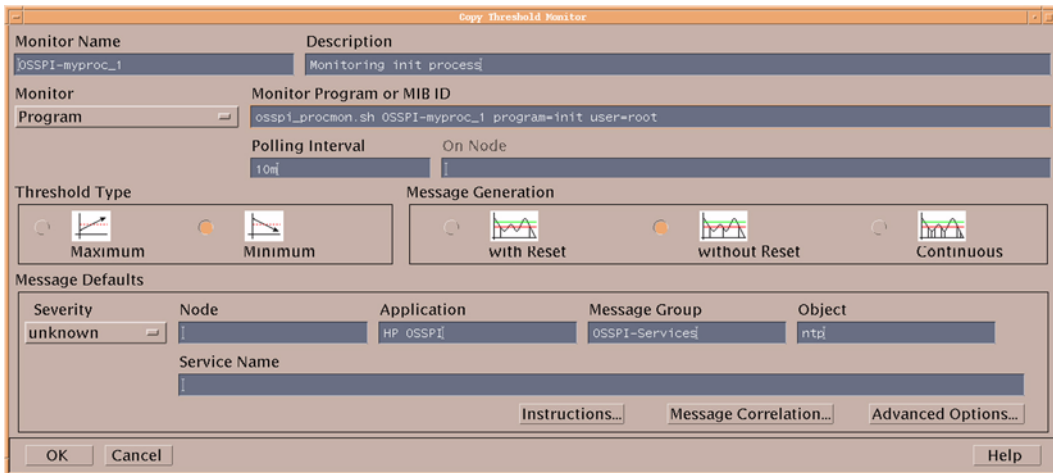 Copy Threshold Monitor
Monitor Name Description
OSSPI-myproc_1 Monitoring init process
Monitor Monitor Program or MIB ID
Program osspi_procmon.sh OSSPI-myproc_1 program=init user=root
Polling Interval On Node
10m
Threshold Type Message Generation
Maximum Minimum with Reset without Reset Continuous
Message Defaults
Severity Node Application Message Group Object
unknown HP OSSPI OSSPI-Services ntp
Service Name
Instructions... Message Correlation... Advanced Options...
OK Cancel Help